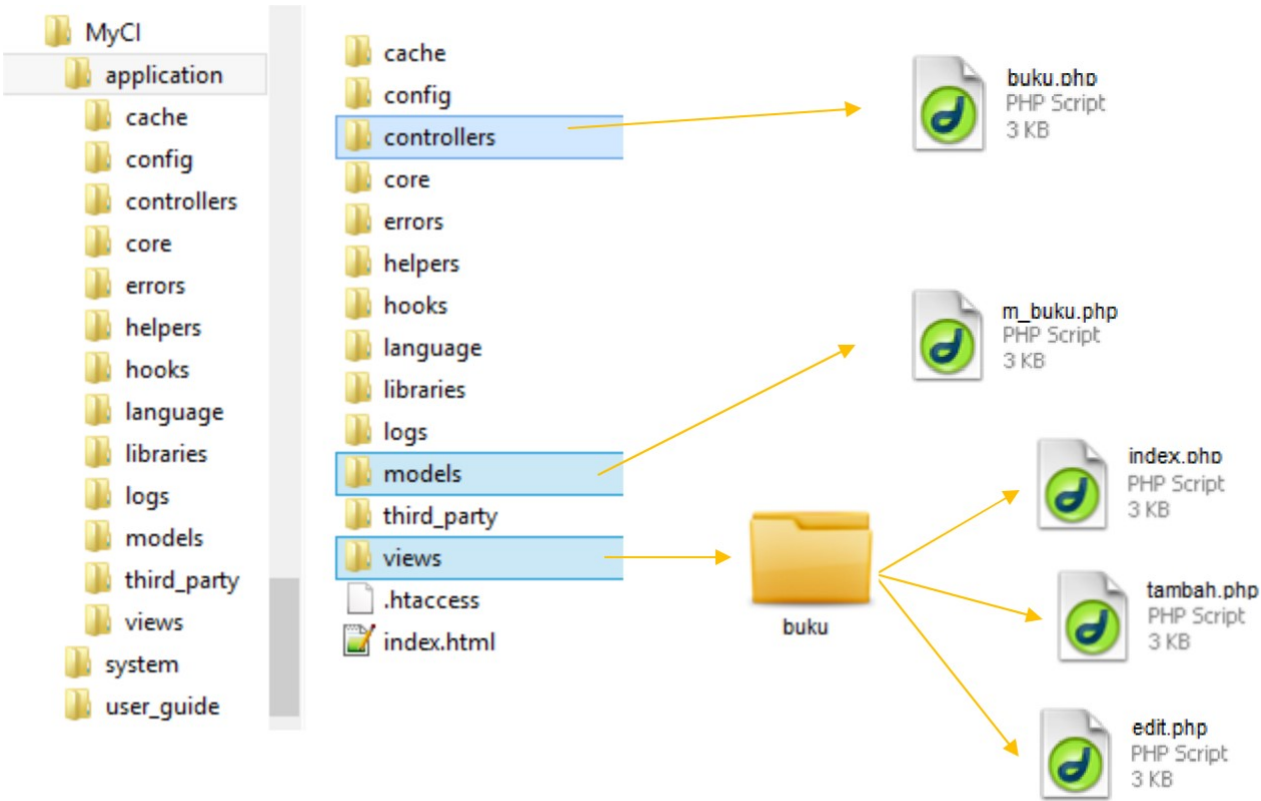 MyCI
application
cache
config
controllers
core
errors
helpers
hooks
language
libraries
logs
models
third_party
views
system
user_guide
cache
config
controllers
core
errors
helpers
hooks
language
libraries
logs
models
third_party
views
.htaccess
index.html
buku.php
PHP Script
3 KB
m_buku.php
PHP Script
3 KB
buku
index.php
PHP Script
3 KB
tambah.php
PHP Script
3 KB
edit.php
PHP Script
3 KB